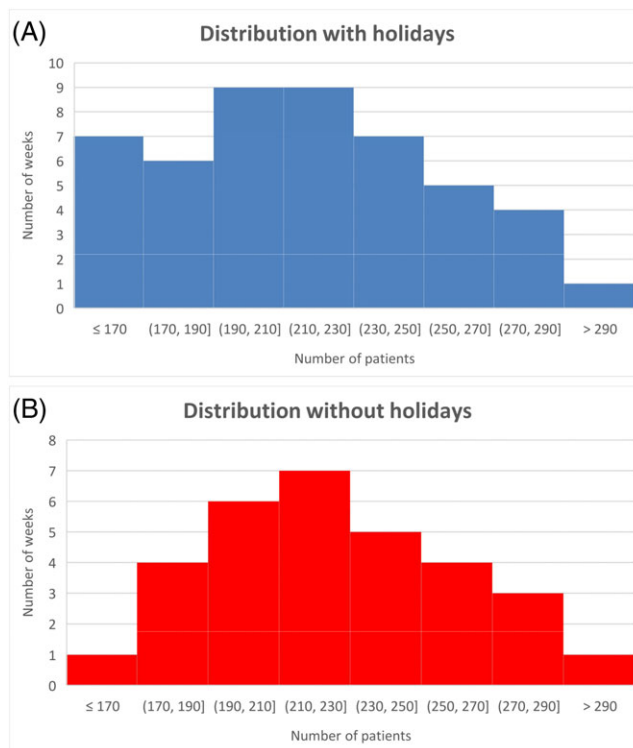 (A)
Distribution with holidays
10
9
8
7
6
5
4
3
2
1
0
Number of weeks
≤ 170 (170, 190] (190, 210] (210, 230] (230, 250] (250, 270] (270, 290] > 290
Number of patients
(B)
Distribution without holidays
8
7
6
5
4
3
2
1
0
Number of weeks
≤ 170 (170, 190] (190, 210] (210, 230] (230, 250] (250, 270] (270, 290] > 290
Number of patients